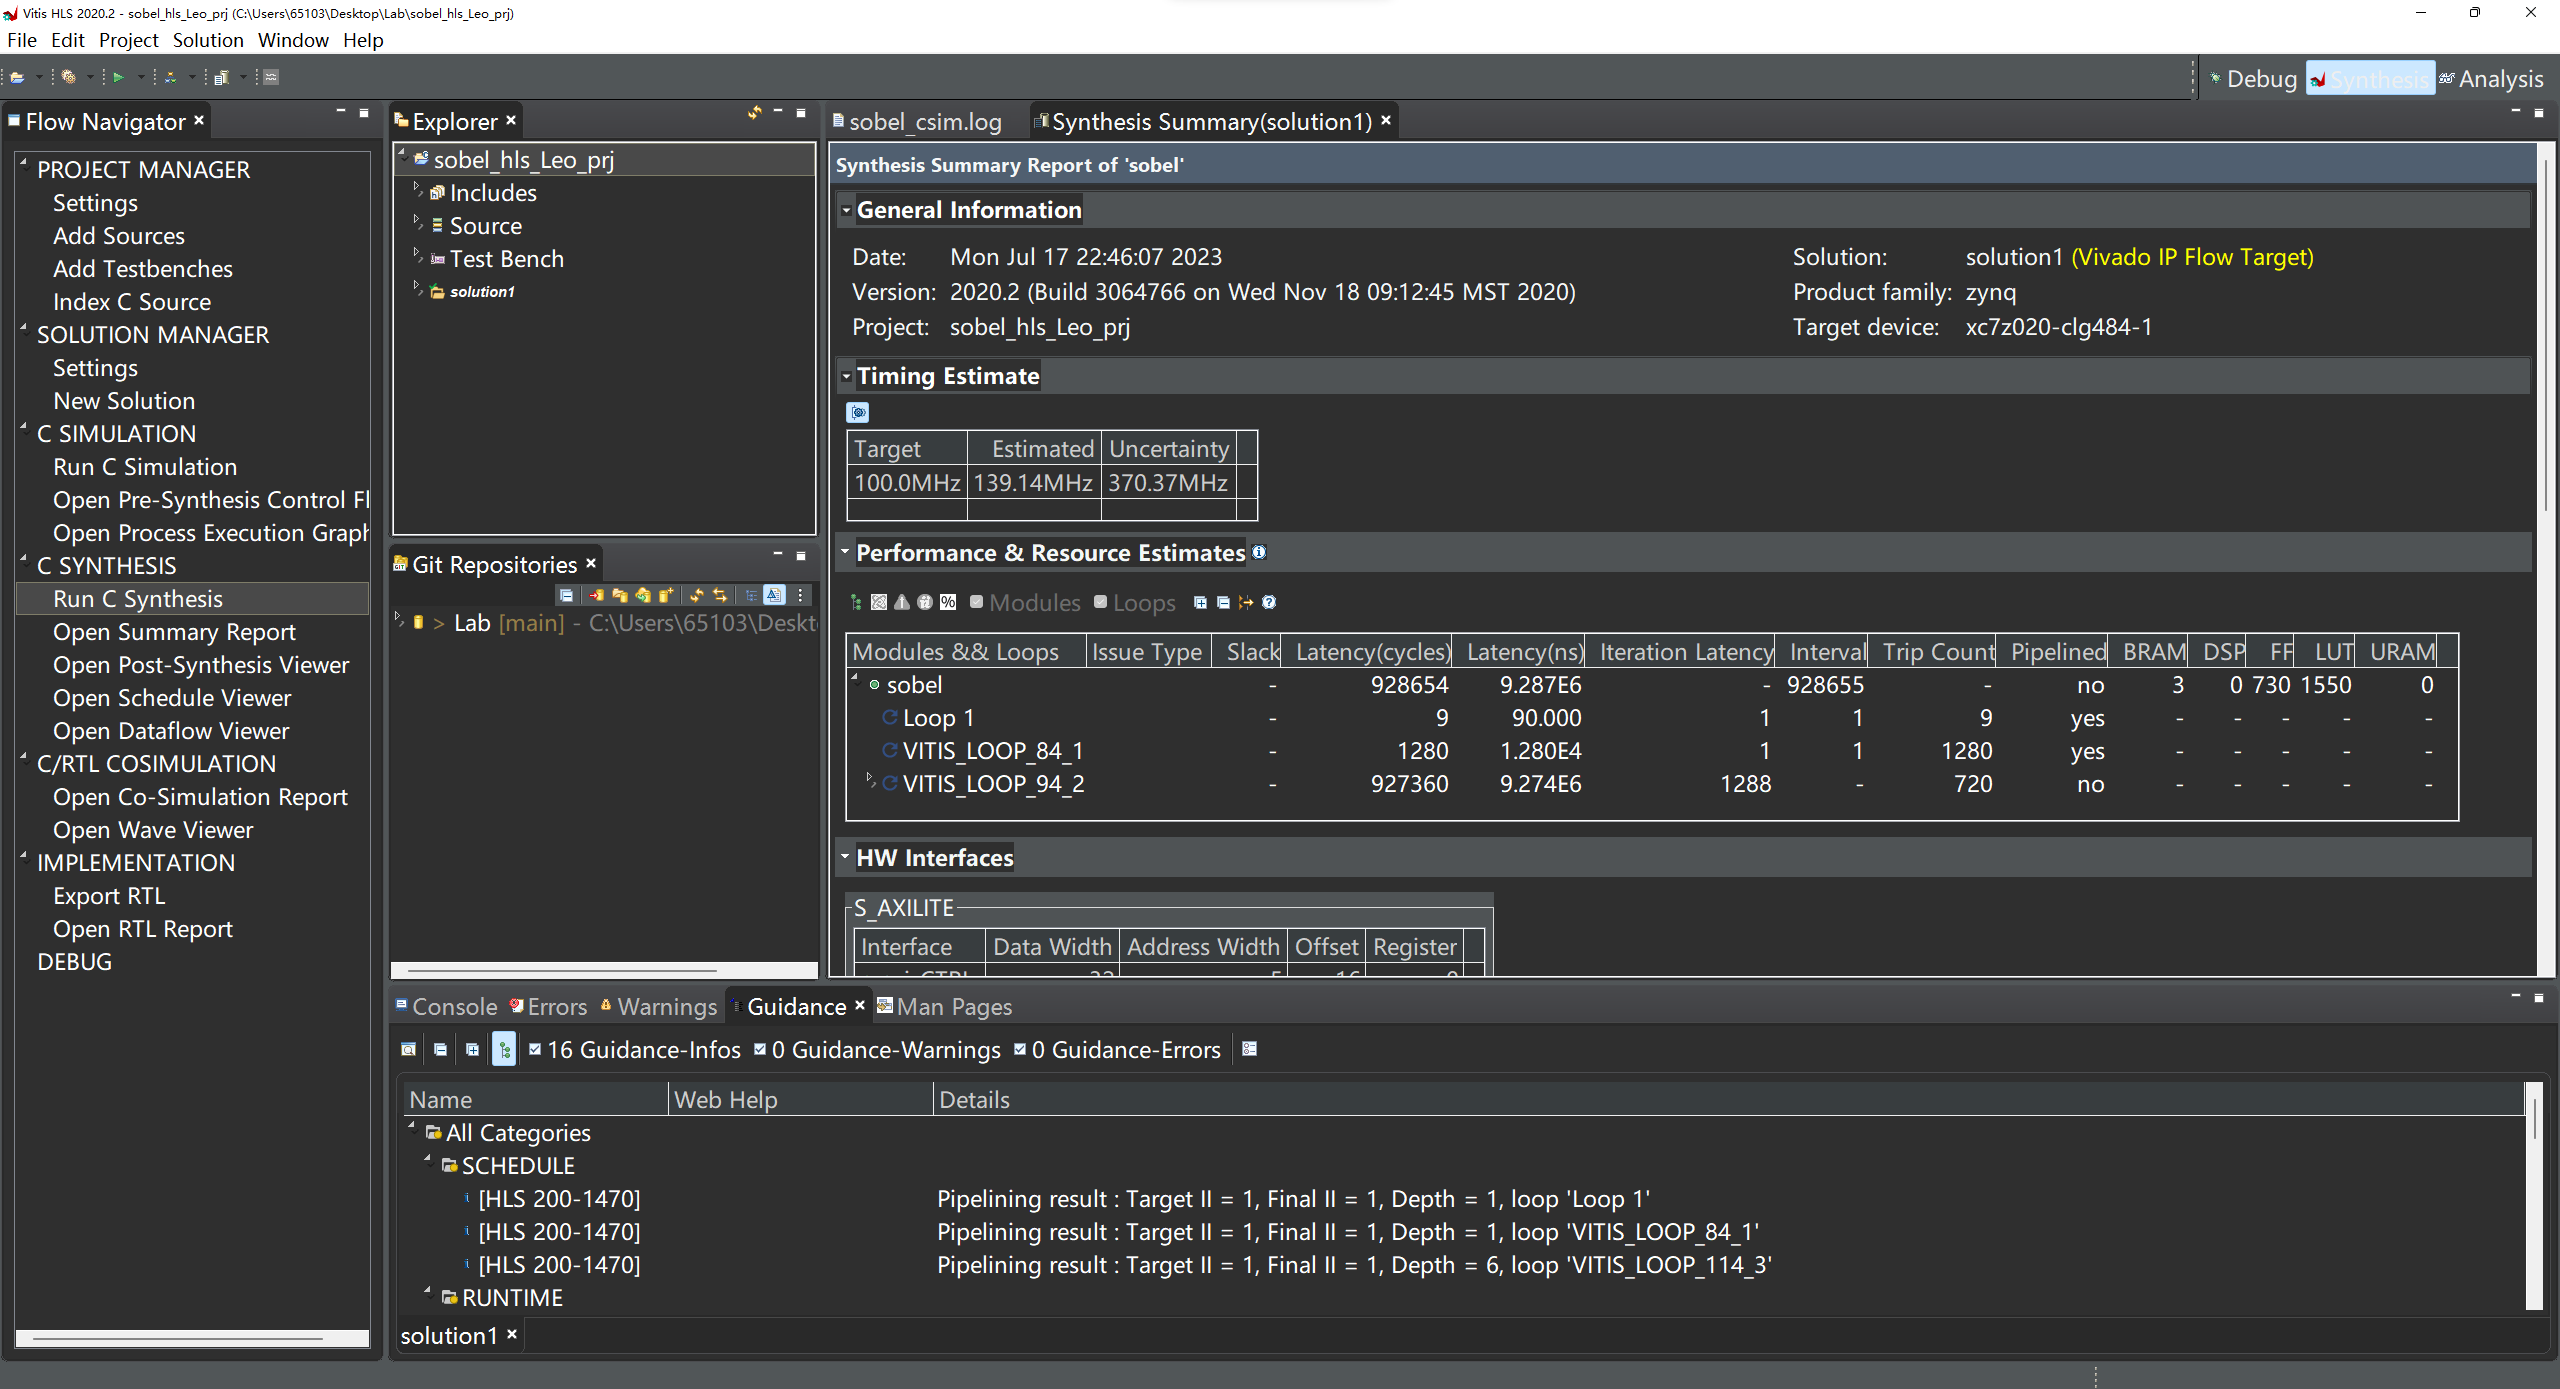 Vitis HLS 2020.2 - sobel_hls_Leo_prj (C:\Users\65103\Desktop\Lab\sobel_hls_Leo_prj)
File Edit Project Solution Window Help
Debug Synthesis Analysis
Flow Navigator
PROJECT MANAGER
Settings
Add Sources
Add Testbenches
Index C Source
SOLUTION MANAGER
Settings
New Solution
C SIMULATION
Run C Simulation
Open Pre-Synthesis Control Fl
Open Process Execution Graph
C SYNTHESIS
Run C Synthesis
Open Summary Report
Open Post-Synthesis Viewer
Open Schedule Viewer
Open Dataflow Viewer
C/RTL COSIMULATION
Open Co-Simulation Report
Open Wave Viewer
IMPLEMENTATION
Export RTL
Open RTL Report
DEBUG
Explorer
sobel_hls_Leo_prj
Includes
Source
Test Bench
solution1
Git Repositories
> Lab [main] - C:\Users\65103\Deskt
sobel_csim.log Synthesis Summary(solution1)
Synthesis Summary Report of 'sobel'
General Information
Date: Mon Jul 17 22:46:07 2023
Version: 2020.2 (Build 3064766 on Wed Nov 18 09:12:45 MST 2020)
Project: sobel_hls_Leo_prj
Solution: solution1 (Vivado IP Flow Target)
Product family: zynq
Target device: xc7z020-clg484-1
Timing Estimate
Target Estimated Uncertainty
100.0MHz 139.14MHz 370.37MHz
Performance & Resource Estimates
% Modules Loops
Modules && Loops Issue Type Slack Latency(cycles) Latency(ns) Iteration Latency Interval Trip Count Pipelined BRAM DSP FF LUT URAM
sobel - 928654 9.287E6 - 928655 - no 3 0 730 1550 0
Loop 1 - 9 90.000 1 1 9 yes - - - - -
VITIS_LOOP_84_1 - 1280 1.280E4 1 1 1280 yes - - - - -
VITIS_LOOP_94_2 - 927360 9.274E6 1288 - 720 no - - - - -
HW Interfaces
S_AXILITE
Interface Data Width Address Width Offset Register
Console Errors Warnings Guidance Man Pages
16 Guidance-Infos 0 Guidance-Warnings 0 Guidance-Errors
Name Web Help Details
All Categories
SCHEDULE
[HLS 200-1470] Pipelining result : Target II = 1, Final II = 1, Depth = 1, loop 'Loop 1'
[HLS 200-1470] Pipelining result : Target II = 1, Final II = 1, Depth = 1, loop 'VITIS_LOOP_84_1'
[HLS 200-1470] Pipelining result : Target II = 1, Final II = 1, Depth = 6, loop 'VITIS_LOOP_114_3'
RUNTIME
solution1